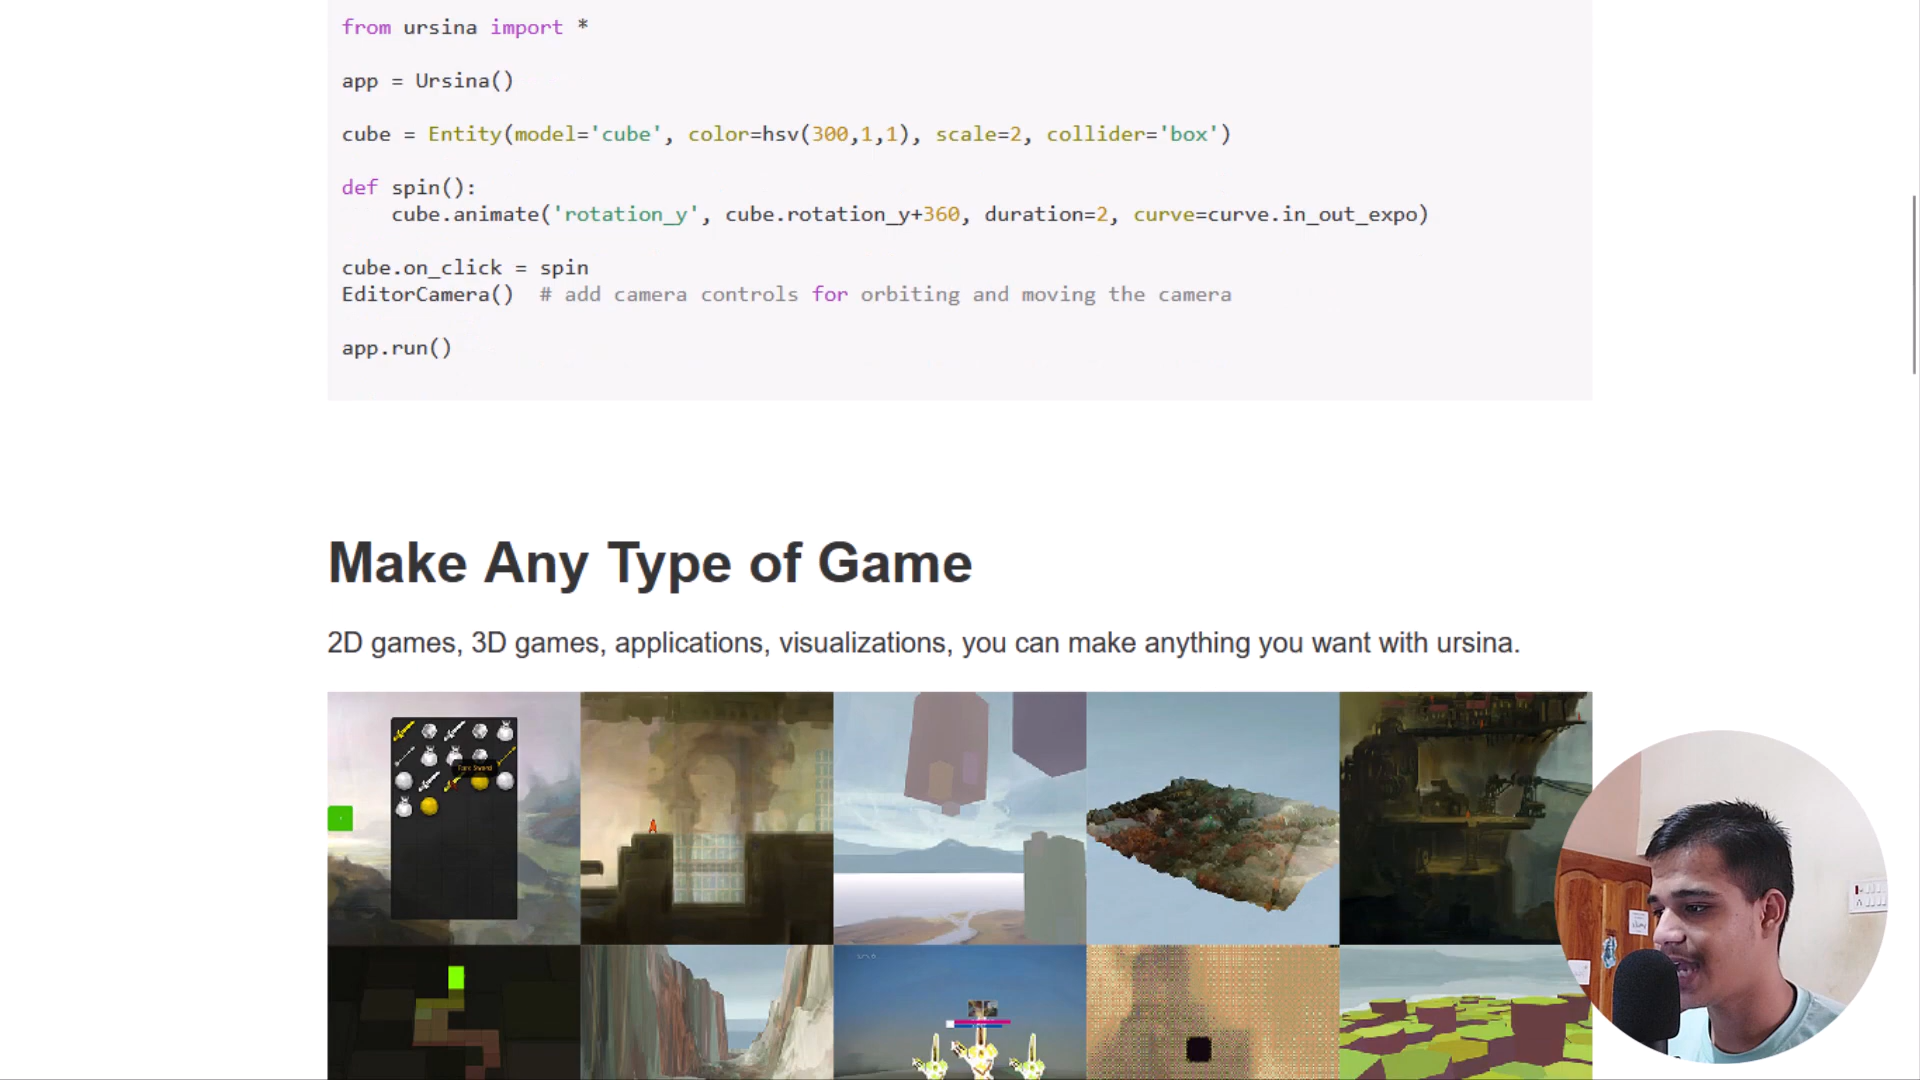 from ursina import *
app = Ursina()
cube = Entity(model='cube', color=hsv(300,1,1), scale=2, collider='box')
def spin():
    cube.animate('rotation_y', cube.rotation_y+360, duration=2, curve=curve.in_out_expo)
cube.on_click = spin
EditorCamera()  # add camera controls for orbiting and moving the camera
app.run()
Make Any Type of Game
2D games, 3D games, applications, visualizations, you can make anything you want with ursina.